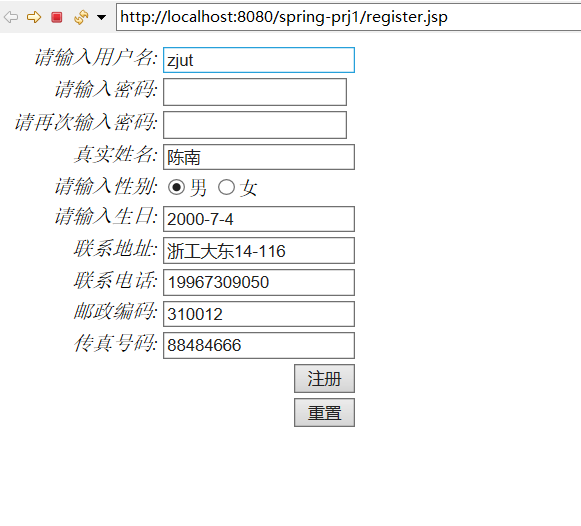 http://localhost:8080/spring-prj1/register.jsp
请输入用户名: zjut
请输入密码:
请再次输入密码:
真实姓名: 陈南
请输入性别: 男 女
请输入生日: 2000-7-4
联系地址: 浙工大东14-116
联系电话: 19967309050
邮政编码: 310012
传真号码: 88484666
注册
重置